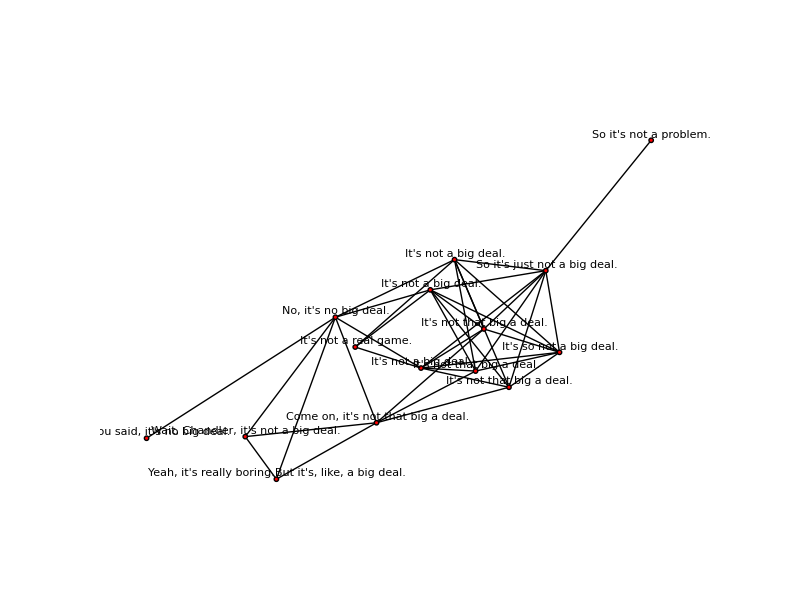 So it's not a problem.
It's not a big deal.
So it's just not a big deal.
It's not a big deal.
No, it's no big deal.
It's not that big a deal.
It's not a real game.
It's so not a big deal.
It's not a big deal.
It's not that big a deal.
It's not that big a deal.
Come on, it's not that big a deal.
ou said, it's no big deal.
Wait, Chandler, it's not a big deal.
Yeah, it's really boring But it's, like, a big deal.